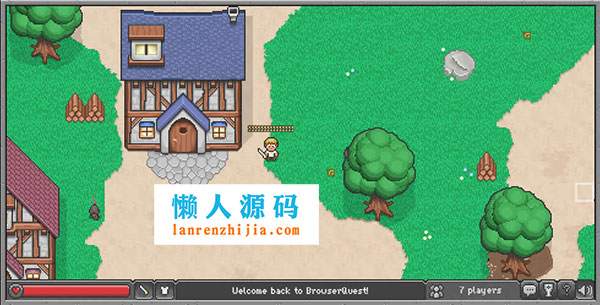 懒人源码
lanrenzhijia.com
Welcome back to BrowserQuest!
7 players
?